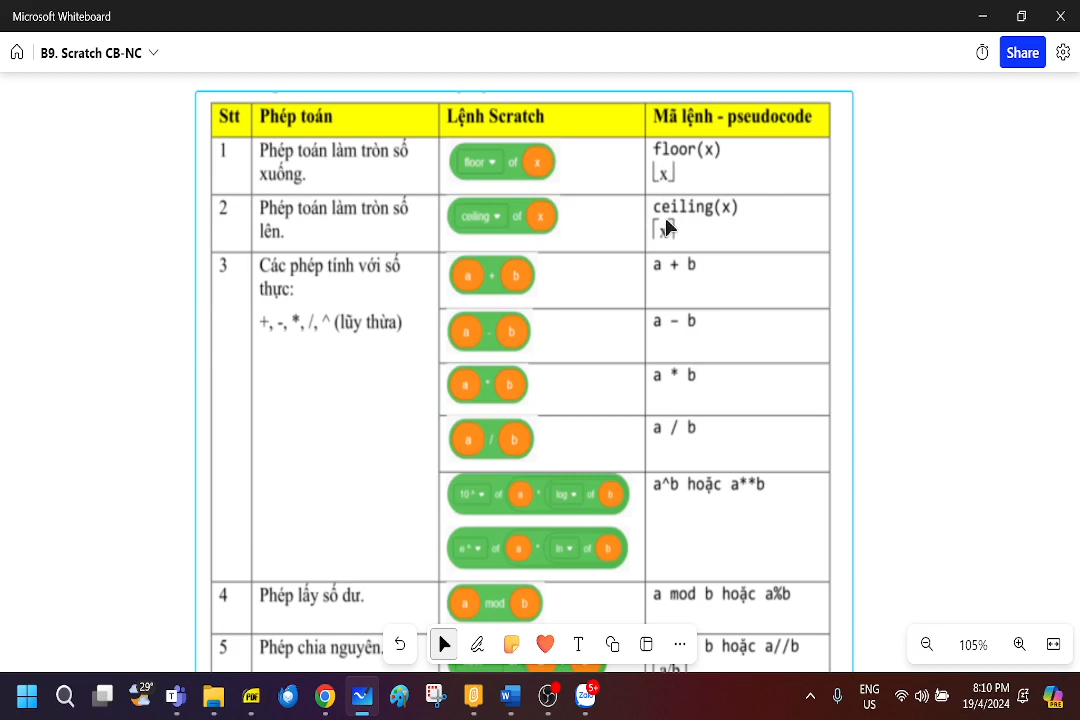 Microsoft Whiteboard
B9. Scratch CB-NC
Share
Stt Phép toán Lệnh Scratch Mã lệnh - pseudocode
1 Phép toán làm tròn số xuống. floor of x floor(x)
⌊x⌋
2 Phép toán làm tròn số lên. ceiling of x ceiling(x)
⌈x⌉
3 Các phép tính với số thực: a + b a + b
+, -, *, /, ^ (lũy thừa) a - b a – b
a * b a * b
a / b a / b
10 ^ of a * log of b a^b hoặc a**b
e ^ of a * ln of b
4 Phép lấy số dư. a mod b a mod b hoặc a%b
5 Phép chia nguyên. b hoặc a//b
⌊a/b⌋
T
105%
29°
PDF
5+
ENG
US
8:10 PM
19/4/2024
PRE